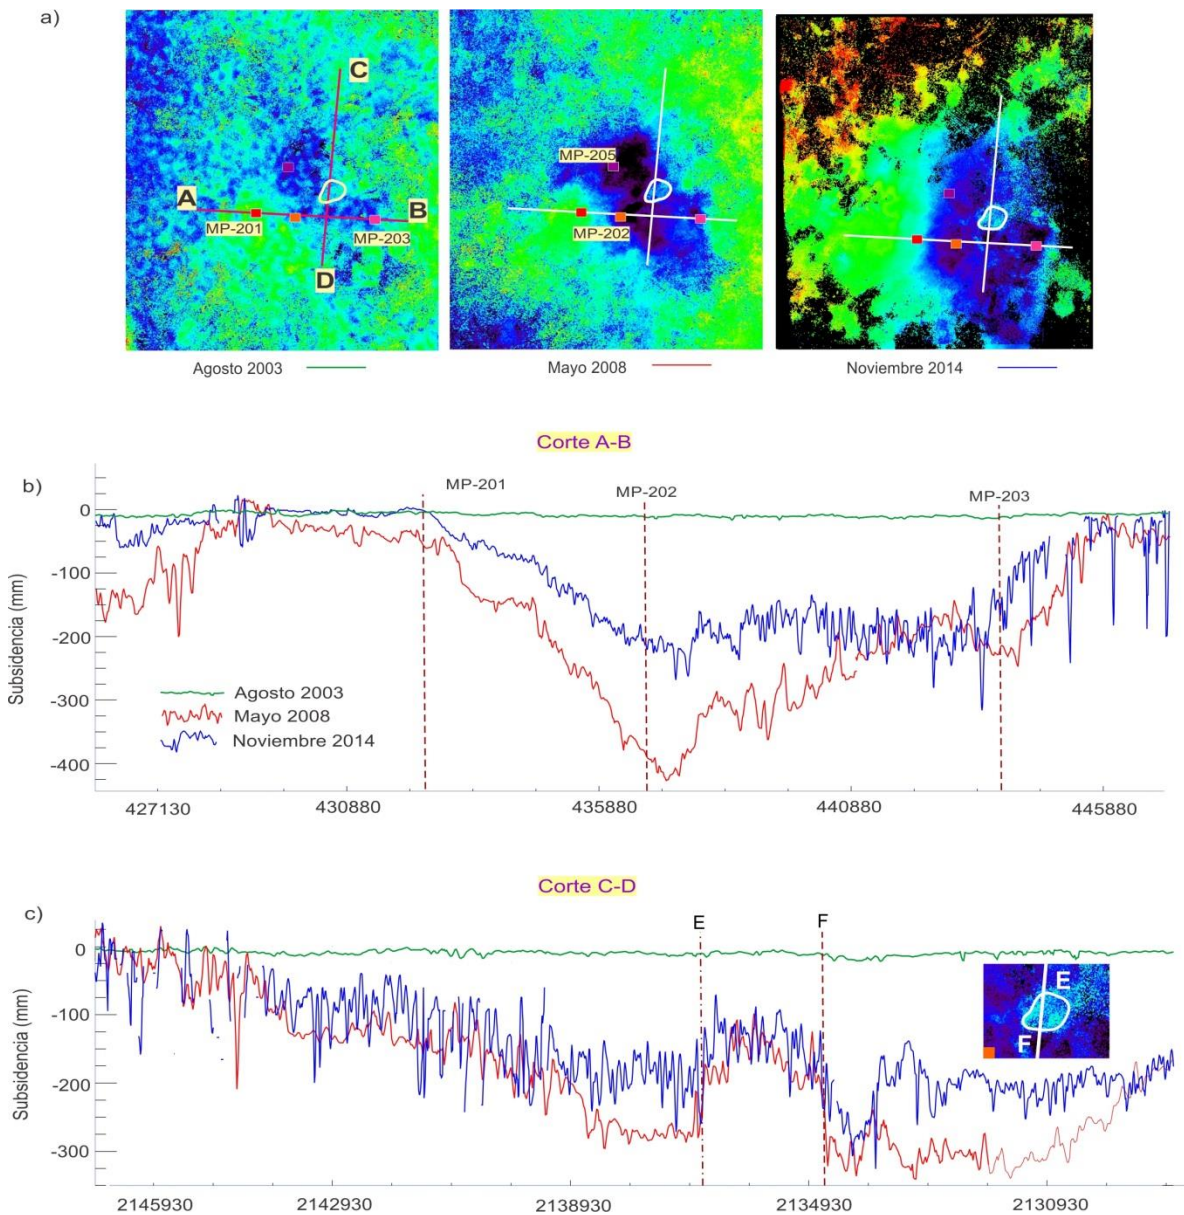 a)
C
A
B
MP-201
MP-203
D
MP-205
MP-202
Agosto 2003
Mayo 2008
Noviembre 2014
Corte A-B
b)
MP-201
MP-202
MP-203
0
-100
-200
-300
-400
Subsidencia (mm)
Agosto 2003
Mayo 2008
Noviembre 2014
427130 430880 435880 440880 445880
Corte C-D
c)
E F
0
-100
-200
-300
Subsidencia (mm)
E
F
2145930 2142930 2138930 2134930 2130930